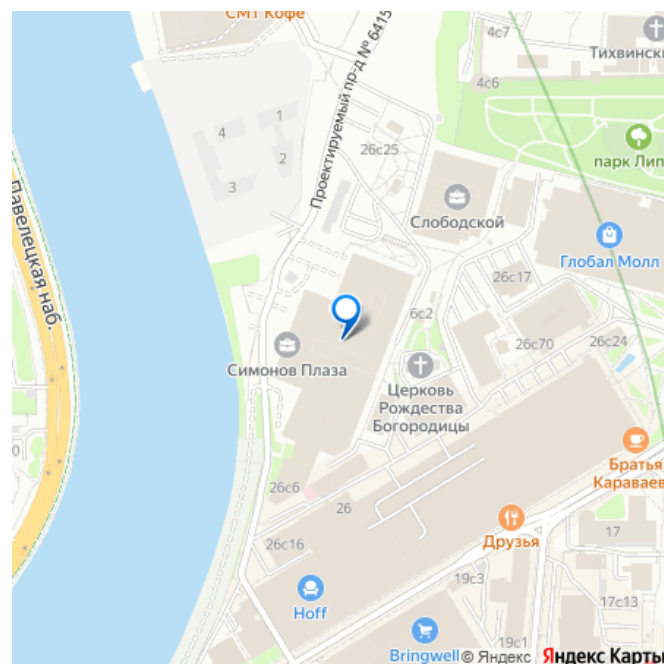 СМТ Кофе
4с7
Тихвински
4с6
Проектируемый пр-д № 6415
1
4
2
3
26с25
парк Лип
Слободской
Павелецкая наб.
Глобал Молл
26с17
6с2
26с70
26с24
Симонов Плаза
Церковь
Рождества
Богородицы
0
Братья
Караваев
26с6
26
17
Друзья
26с16
19с3
17с13
Hoff
19с1
Bringwell
© Яндекс Яндекс Карты